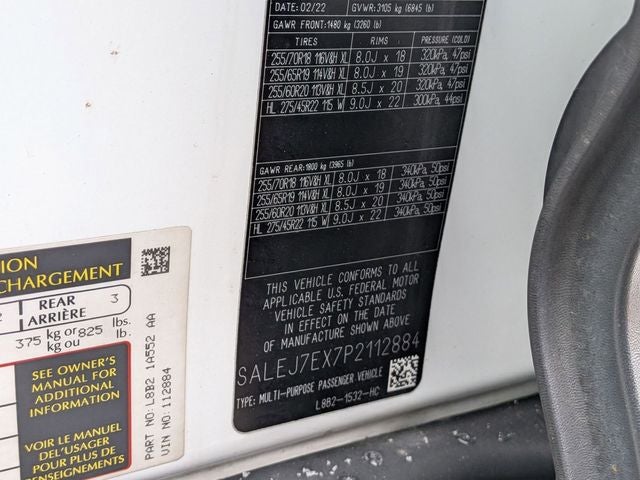 DATE: 02/22 GVWR: 3105 kg (6845 lb)
GAWR FRONT: 1480 kg (3260 lb)
TIRES RIMS PRESSURE (COLD)
255/70R18 116V&H XL 8.0J x 18 320kPa, 47psi
255/65R19 114V&H XL 8.0J x 19 320kPa, 47psi
255/60R20 113V&H XL 8.5J x 20 320kPa, 47psi
HL 275/45R22 115 W 9.0J x 22 300kPa, 44psi
GAWR REAR: 1800 kg (3965 lb)
255/70R18 116V&H XL 8.0J x 18 340kPa, 50psi
255/65R19 114V&H XL 8.0J x 19 340kPa, 50psi
255/60R20 113V&H XL 8.5J x 20 340kPa, 50psi
HL 275/45R22 115 W 9.0J x 22 340kPa, 50psi
THIS VEHICLE CONFORMS TO ALL
APPLICABLE U.S. FEDERAL MOTOR
VEHICLE SAFETY STANDARDS
IN EFFECT ON THE DATE
OF MANUFACTURE SHOWN ABOVE
SALEJ7EX7P2112884
TYPE: MULTI-PURPOSE PASSENGER VEHICLE
L8B2-1532-HC
ION
CHARGEMENT
2 REAR 3
ARRIÈRE
375 kg or 825 lbs.
kg ou lb.
SEE OWNER'S
MANUAL FOR
ADDITIONAL
INFORMATION
VOIR LE MANUEL
DE L'USAGER
POUR PLUS DE
RENSEIGNEMENTS
PART NO: L8B2 1A552 AA
VIN NO: 112884